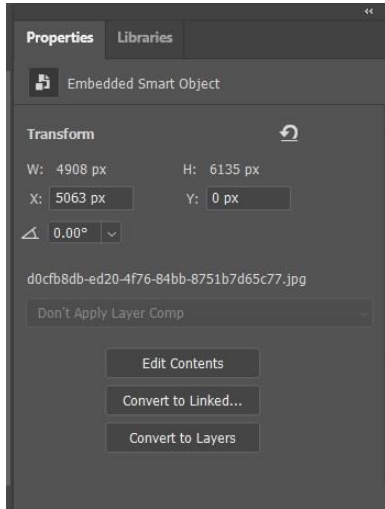 Properties Libraries
Embedded Smart Object
Transform
W: 4908 px H: 6135 px
X: 5063 px Y: 0 px
0.00°
d0cfb8db-ed20-4f76-84bb-8751b7d65c77.jpg
Don't Apply Layer Comp
Edit Contents
Convert to Linked...
Convert to Layers